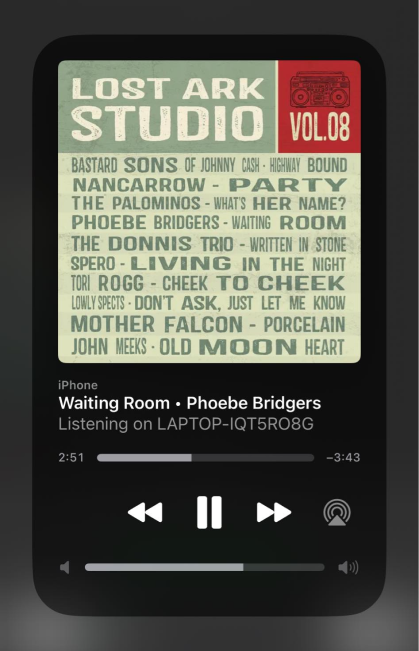 LOST ARK
STUDIO
VOL.08
BASTARD SONS OF JOHNNY CASH · HIGHWAY BOUND
NANCARROW - PARTY
THE PALOMINOS - WHAT'S HER NAME?
PHOEBE BRIDGERS - WAITING ROOM
THE DONNIS TRIO - WRITTEN IN STONE
SPERO - LIVING IN THE NIGHT
TORI ROGG - CHEEK TO CHEEK
LOWLY SPECTS · DON'T ASK, JUST LET ME KNOW
MOTHER FALCON - PORCELAIN
JOHN MEEKS · OLD MOON HEART
iPhone
Waiting Room • Phoebe Bridgers
Listening on LAPTOP-IQT5RO8G
2:51
−3:43